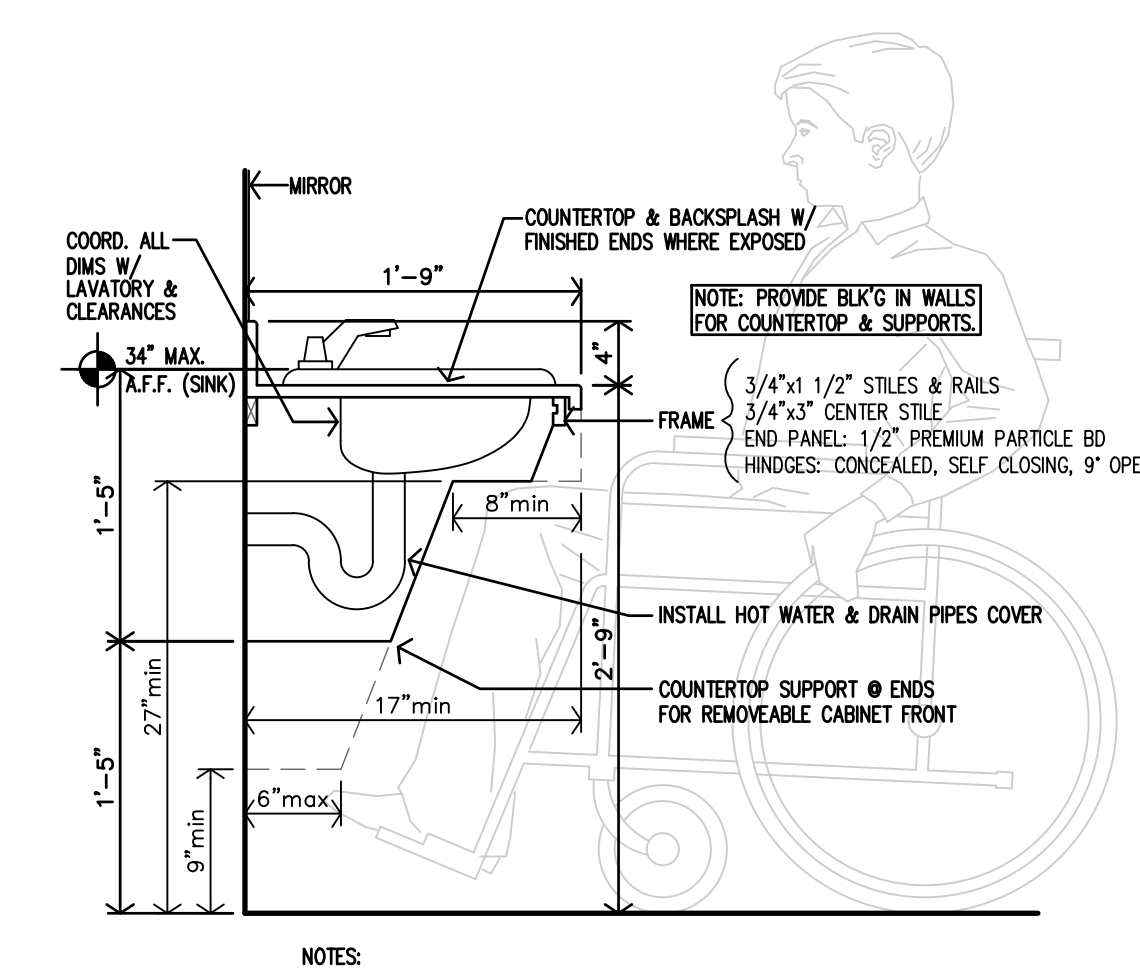 MIRROR
COUNTERTOP & BACKSPLASH W/
FINISHED ENDS WHERE EXPOSED
COORD. ALL
DIMS W/
LAVATORY &
CLEARANCES
1'-9"
NOTE: PROVIDE BLK'G IN WALLS
FOR COUNTERTOP & SUPPORTS.
34" MAX.
A.F.F. (SINK)
4"
FRAME
3/4"x1 1/2" STILES & RAILS
3/4"x3" CENTER STILE
END PANEL: 1/2" PREMIUM PARTICLE BD
HINDGES: CONCEALED, SELF CLOSING, 9° OPE
1'-5"
8"min
INSTALL HOT WATER & DRAIN PIPES COVER
2'-9"
COUNTERTOP SUPPORT @ ENDS
FOR REMOVEABLE CABINET FRONT
27"min
17"min
1'-5"
6"max
9"min
NOTES: